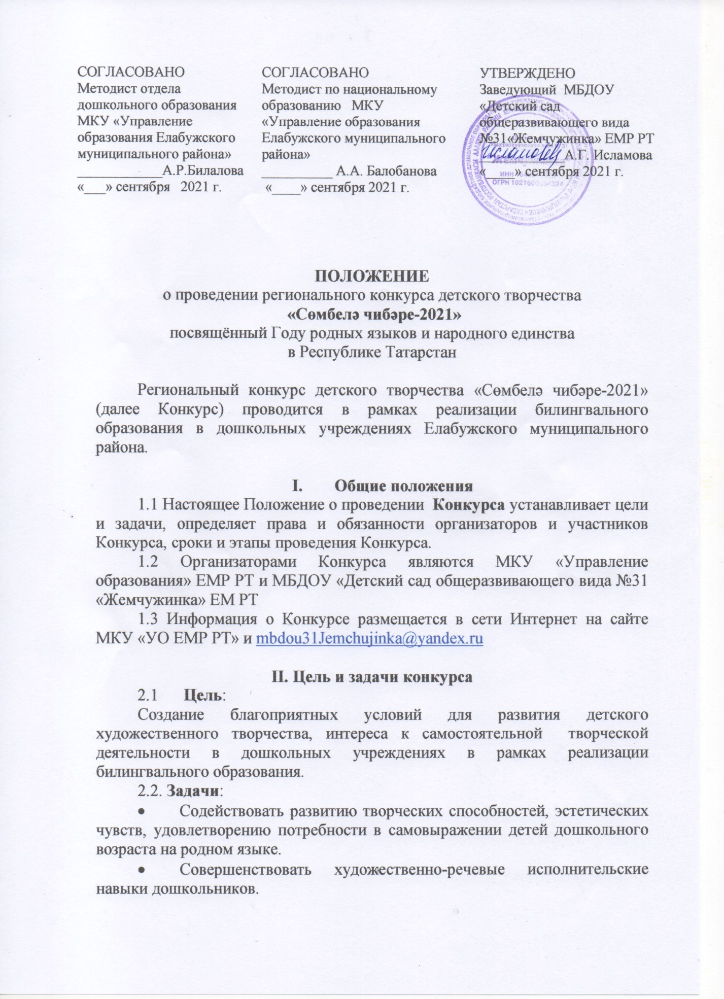 СОГЛАСОВАНО
Методист отдела
дошкольного образования
МКУ «Управление
образования Елабужского
муниципального района»
____________А.Р.Билалова
«___» сентября 2021 г.
СОГЛАСОВАНО
Методист по национальному
образованию МКУ
«Управление образования
Елабужского муниципального
района»
__________ А.А. Балобанова
«____» сентября 2021 г.
УТВЕРЖДЕНО
Заведующий МБДОУ
«Детский сад
общеразвивающего вида
№31«Жемчужинка» ЕМР РТ
____________А.Г. Исламова
«____» сентября 2021 г.
ИНН
ОГРН
ПОЛОЖЕНИЕ
о проведении регионального конкурса детского творчества
«Сөмбелә чибәре-2021»
посвящённый Году родных языков и народного единства
в Республике Татарстан
Региональный конкурс детского творчества «Сөмбелә чибәре-2021»
(далее Конкурс) проводится в рамках реализации билингвального
образования в дошкольных учреждениях Елабужского муниципального
района.
I. Общие положения
1.1 Настоящее Положение о проведении Конкурса устанавливает цели
и задачи, определяет права и обязанности организаторов и участников
Конкурса, сроки и этапы проведения Конкурса.
1.2 Организаторами Конкурса являются МКУ «Управление
образования» ЕМР РТ и МБДОУ «Детский сад общеразвивающего вида №31
«Жемчужинка» ЕМ РТ
1.3 Информация о Конкурсе размещается в сети Интернет на сайте
МКУ «УО ЕМР РТ» и mbdou31Jemchujinka@yandex.ru
II. Цель и задачи конкурса
2.1 Цель:
Создание благоприятных условий для развития детского
художественного творчества, интереса к самостоятельной творческой
деятельности в дошкольных учреждениях в рамках реализации
билингвального образования.
2.2. Задачи:
• Содействовать развитию творческих способностей, эстетических
чувств, удовлетворению потребности в самовыражении детей дошкольного
возраста на родном языке.
• Совершенствовать художественно-речевые исполнительские
навыки дошкольников.